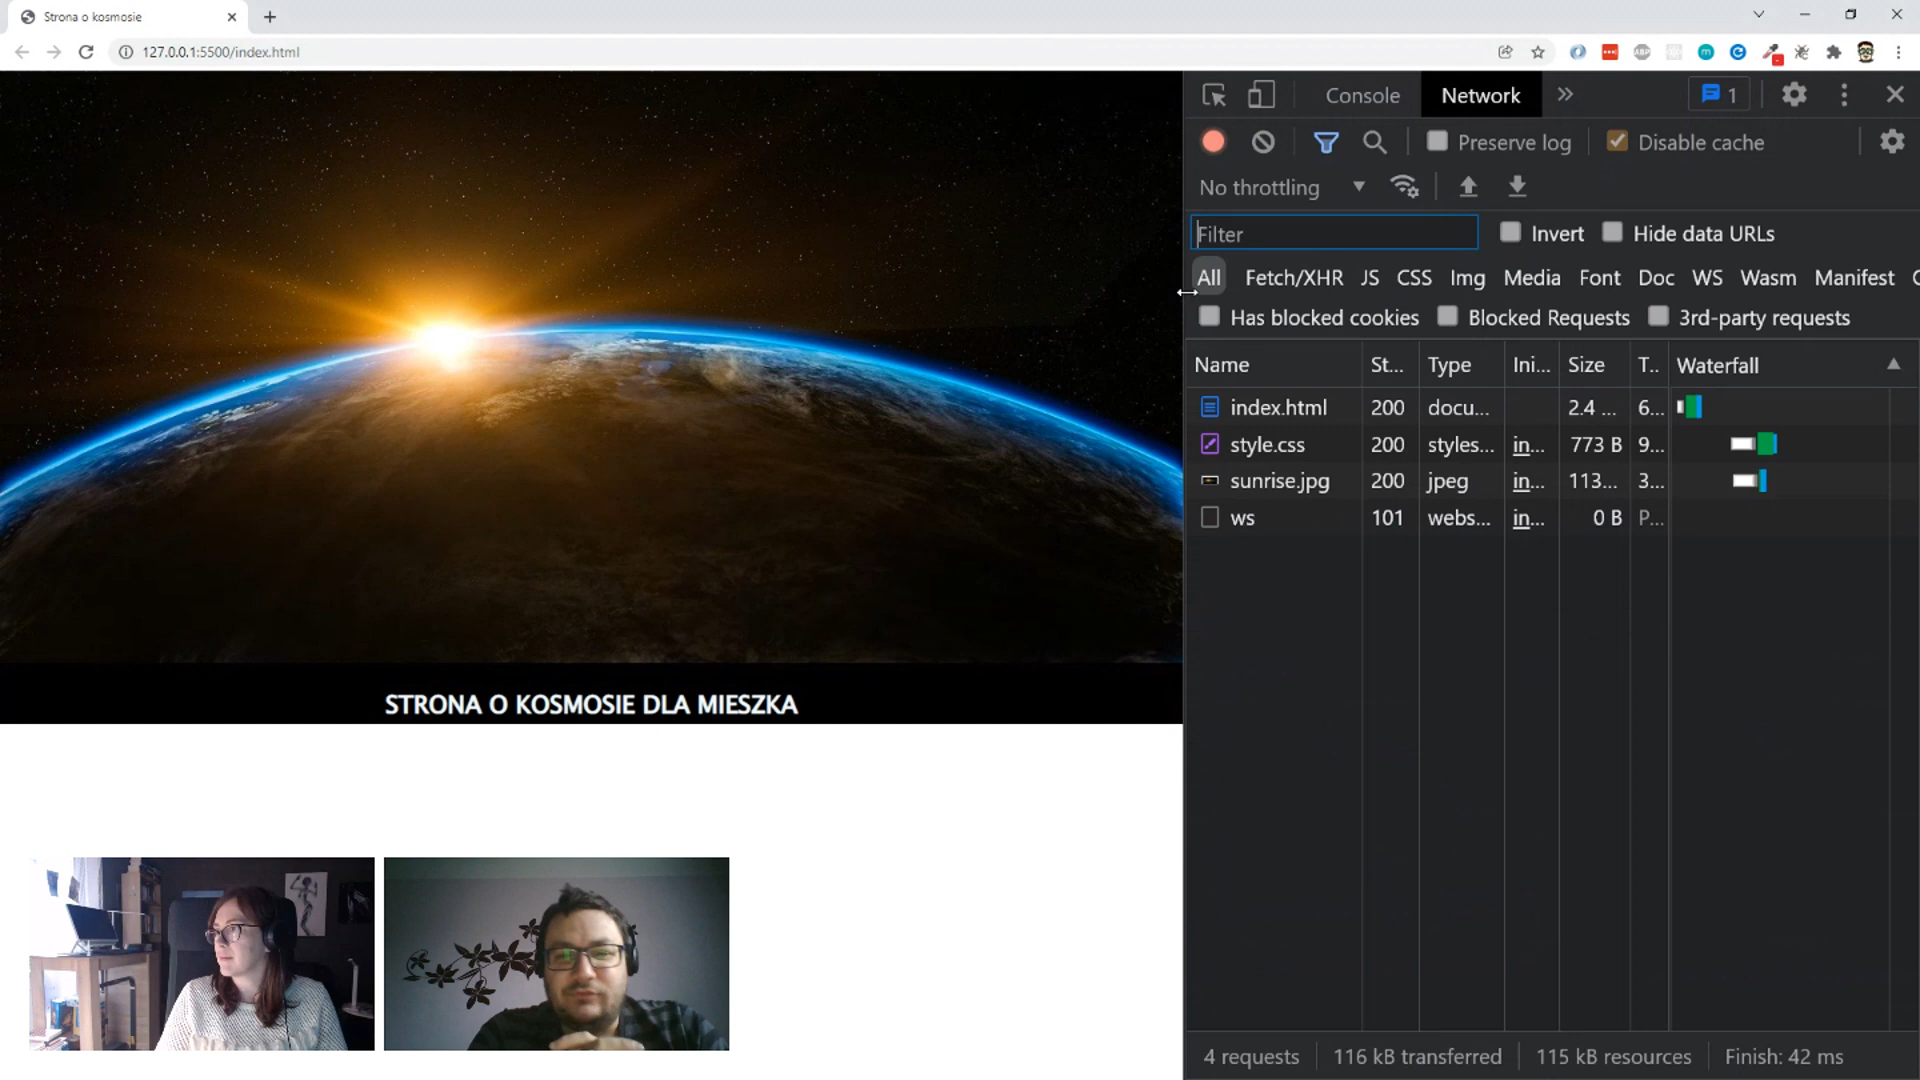 Strona o kosmosie
127.0.0.1:5500/index.html
ABP
Console
Network
1
Preserve log
Disable cache
No throttling
Filter
Invert
Hide data URLs
All
Fetch/XHR
JS
CSS
Img
Media
Font
Doc
WS
Wasm
Manifest
Has blocked cookies
Blocked Requests
3rd-party requests
Name St... Type Ini... Size T.. Waterfall
index.html 200 docu... 2.4 ... 6...
style.css 200 styles... in... 773 B 9...
sunrise.jpg 200 jpeg in... 113... 3...
ws 101 webs... in... 0 B P...
STRONA O KOSMOSIE DLA MIESZKA
4 requests
116 kB transferred
115 kB resources
Finish: 42 ms